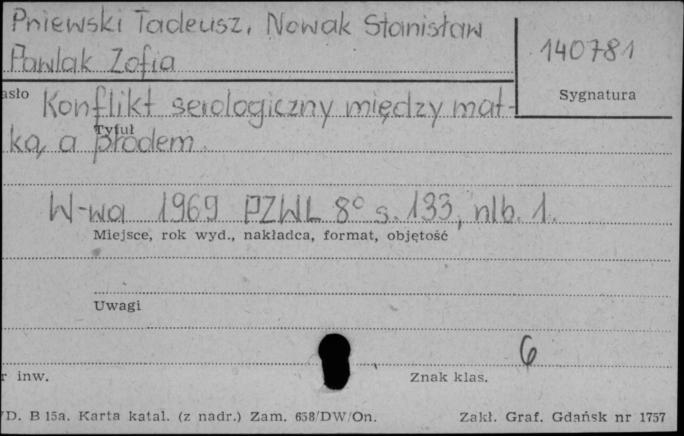 Pniewski Tadeusz, Nowak Stanisław
Pawlak Zofia
140781
asło
Sygnatura
Konflikt serologiczny między mat-
ką, a płodem.
Tytuł
W-wa 1969 PZWL 8° s. 133, nlb. 1.
Miejsce, rok wyd., nakładca, format, objętość
Uwagi
6
r inw.
Znak klas.
/D. B 15a. Karta katal. (z nadr.) Zam. 658/DW/On.
Zakł. Graf. Gdańsk nr 1757